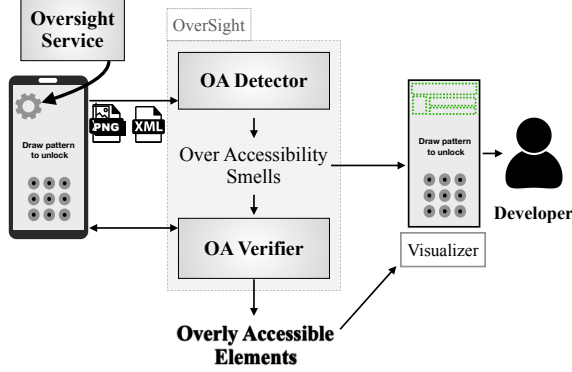 Oversight
Service
OverSight
OA Detector
PNG
XML
Draw pattern
to unlock
Over Accessibility
Smells
OA Verifier
Overly Accessible
Elements
Draw pattern
to unlock
Visualizer
Developer